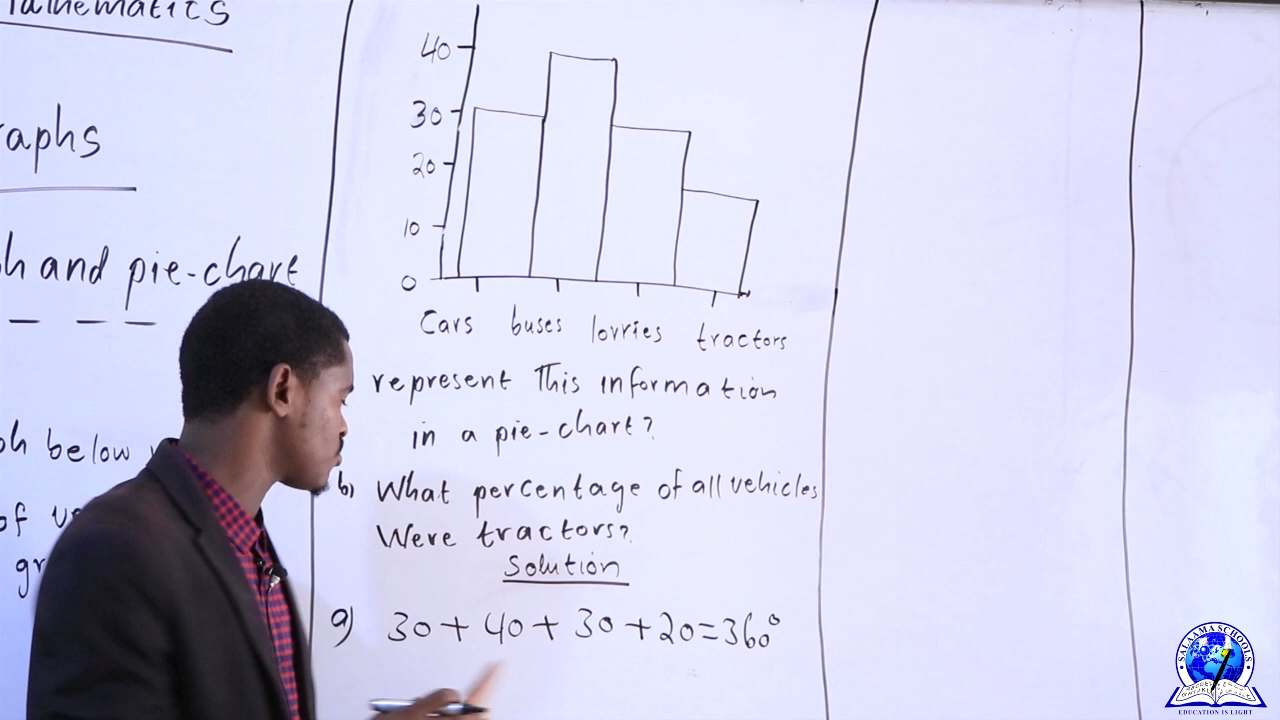 raphs
h and pie-chart
below
of
40
30
20
10
0
Cars buses lorries tractors
represent This information
in a pie-chart?
b) What percentage of all vehicles
Were tractors?
Solution
a) 30 + 40 + 30 + 20 = 360°
SALAAMA SCHOOLS
EDUCATION IS LIGHT